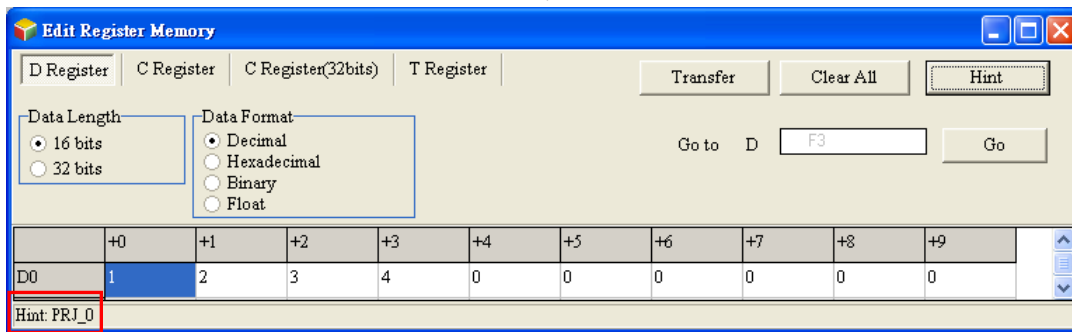 Edit Register Memory
D Register C Register C Register(32bits) T Register Transfer Clear All Hint
Data Length Data Format
16 bits Decimal Go to D F3 Go
32 bits Hexadecimal
Binary
Float
+0 +1 +2 +3 +4 +5 +6 +7 +8 +9
D0 1 2 3 4 0 0 0 0 0 0
Hint: PRJ_0